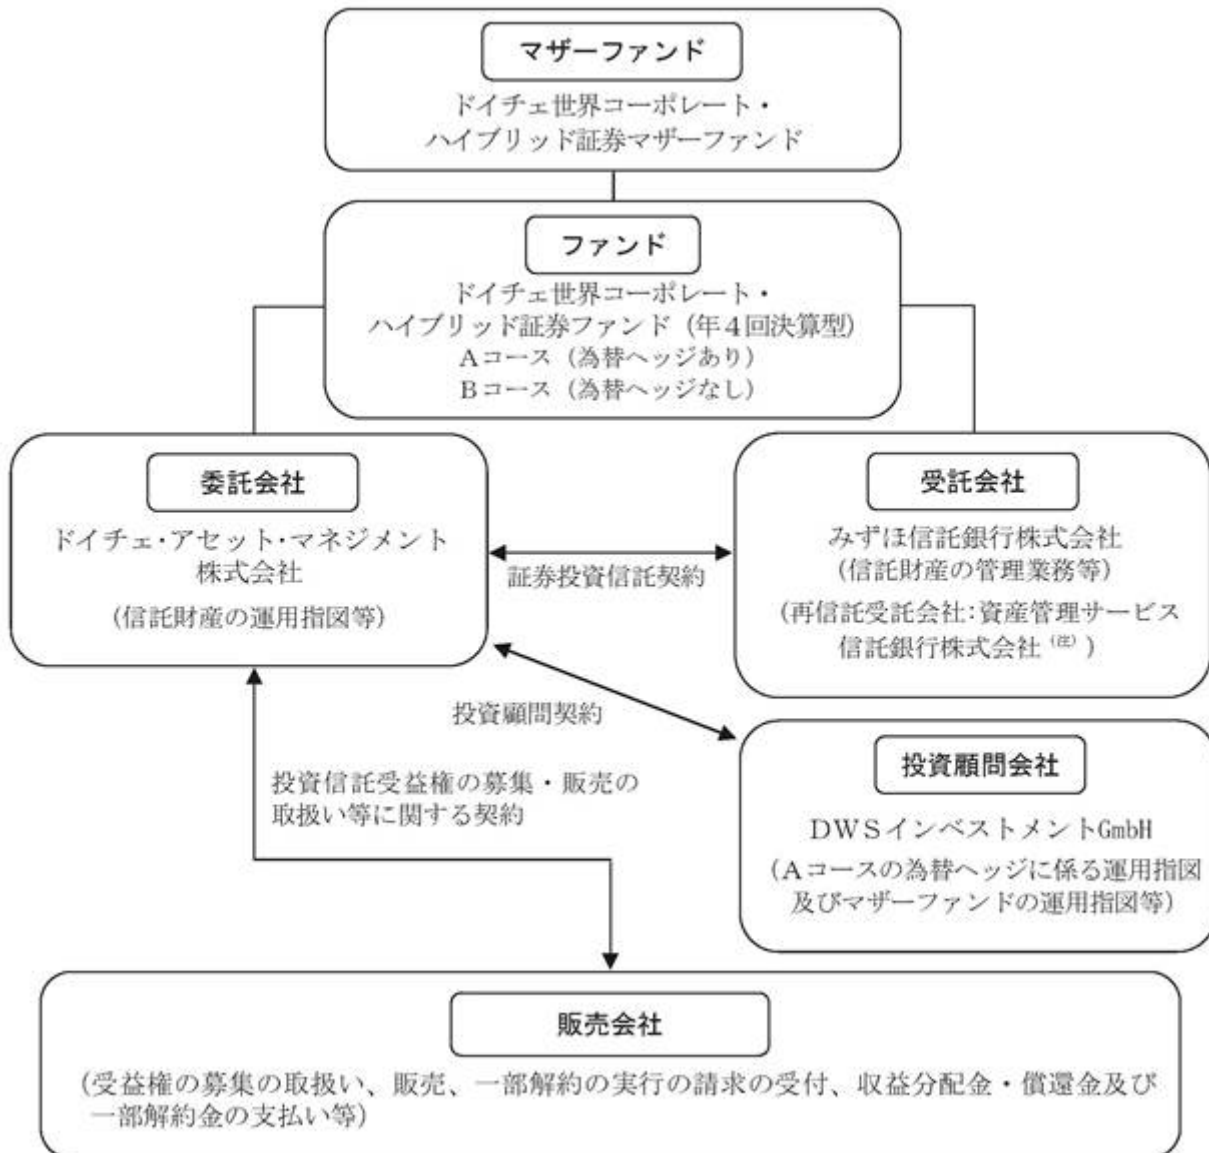 マザーファンド
ドイチェ世界コーポレート・
ハイブリッド証券マザーファンド
ファンド
ドイチェ世界コーポレート・
ハイブリッド証券ファンド（年４回決算型）
Ａコース（為替ヘッジあり）
Ｂコース（為替ヘッジなし）
委託会社
ドイチェ・アセット・マネジメント
株式会社
（信託財産の運用指図等）
証券投資信託契約
受託会社
みずほ信託銀行株式会社
（信託財産の管理業務等）
（再信託受託会社：資産管理サービス
信託銀行株式会社（注））
投資顧問契約
投資顧問会社
ＤＷＳインベストメントGmbH
（Ａコースの為替ヘッジに係る運用指図
及びマザーファンドの運用指図等）
投資信託受益権の募集・販売の
取扱い等に関する契約
販売会社
（受益権の募集の取扱い、販売、一部解約の実行の請求の受付、収益分配金・償還金及び
一部解約金の支払い等）